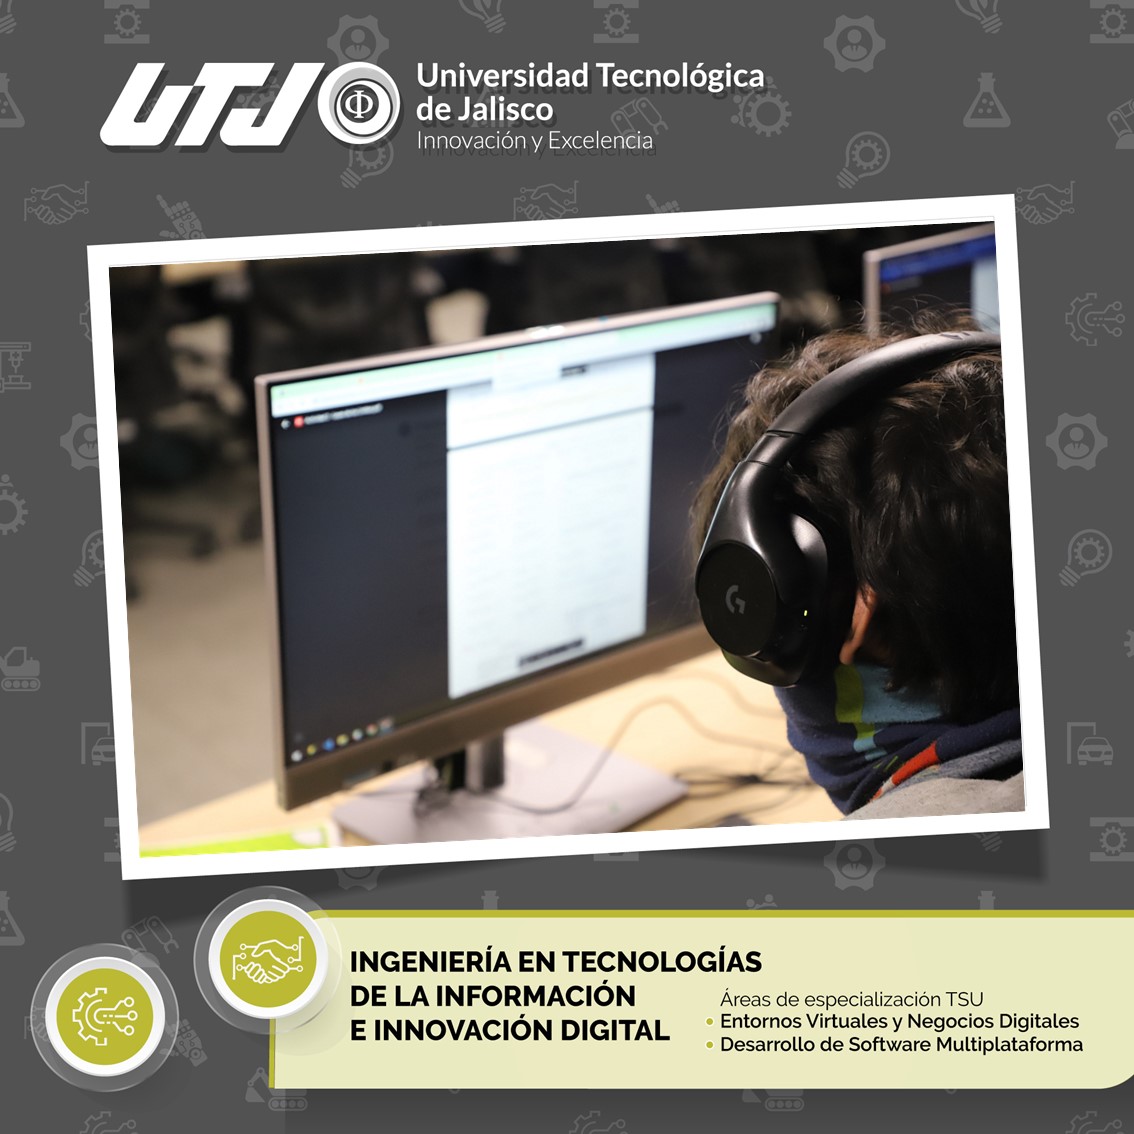 UTJ
Universidad Tecnológica
de Jalisco
Innovación y Excelencia
INGENIERÍA EN TECNOLOGÍAS
DE LA INFORMACIÓN
E INNOVACIÓN DIGITAL
Áreas de especialización TSU
• Entornos Virtuales y Negocios Digitales
• Desarrollo de Software Multiplataforma